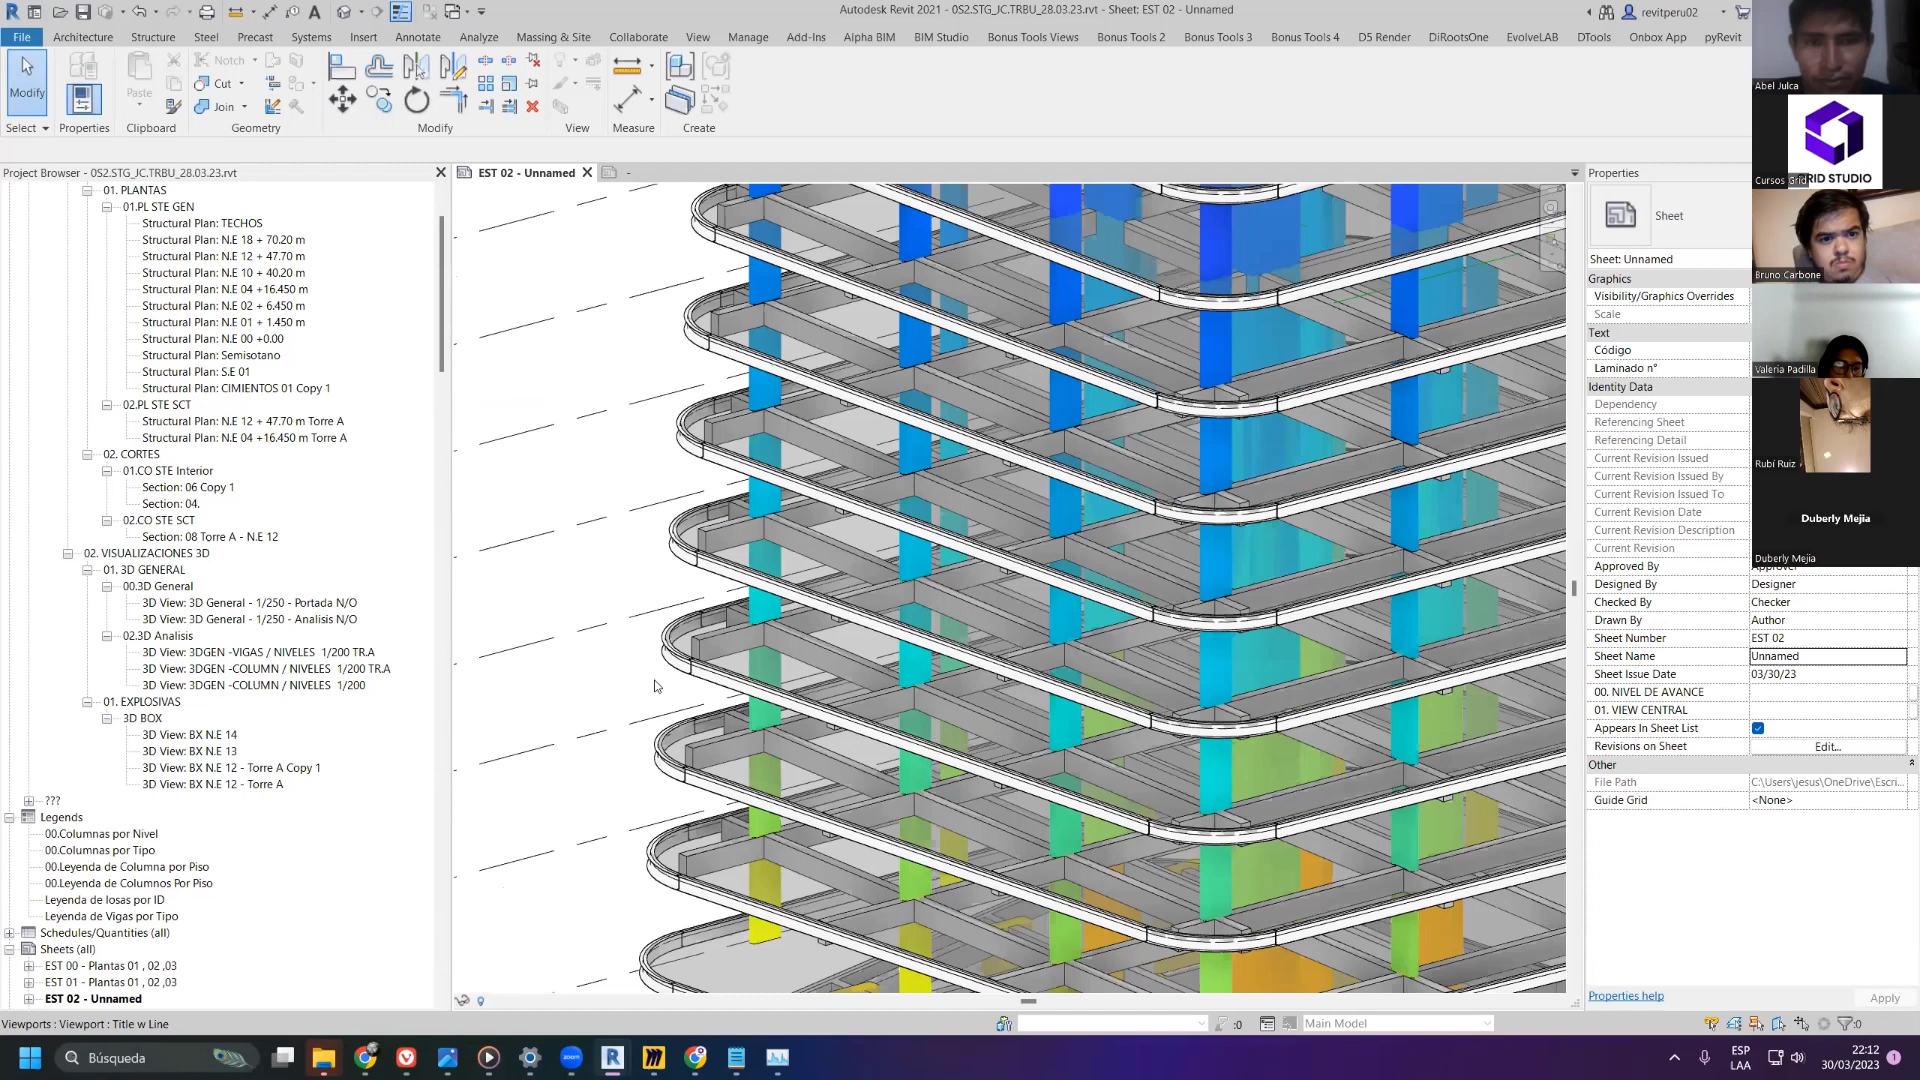 Autodesk Revit 2021 - 0S2.STG_JC.TRBU_28.03.23.rvt - Sheet: EST 02 - Unnamed
revitperu02
File Architecture Structure Steel Precast Systems Insert Annotate Analyze Massing & Site Collaborate View Manage Add-Ins Alpha BIM BIM Studio Bonus Tools Views Bonus Tools 2 Bonus Tools 3 Bonus Tools 4 D5 Render DiRootsOne EvolveLAB DTools Onbox App pyRevit
Modify
Paste
Notch
Cut
Join
Select Properties Clipboard Geometry Modify View Measure Create
Project Browser - 0S2.STG_JC.TRBU_28.03.23.rvt
EST 02 - Unnamed
-
01. PLANTAS
01.PL STE GEN
Structural Plan: TECHOS
Structural Plan: N.E 18 + 70.20 m
Structural Plan: N.E 12 + 47.70 m
Structural Plan: N.E 10 + 40.20 m
Structural Plan: N.E 04 +16.450 m
Structural Plan: N.E 02 + 6.450 m
Structural Plan: N.E 01 + 1.450 m
Structural Plan: N.E 00 +0.00
Structural Plan: Semisotano
Structural Plan: S.E 01
Structural Plan: CIMIENTOS 01 Copy 1
02.PL STE SCT
Structural Plan: N.E 12 + 47.70 m Torre A
Structural Plan: N.E 04 +16.450 m Torre A
02. CORTES
01.CO STE Interior
Section: 06 Copy 1
Section: 04.
02.CO STE SCT
Section: 08 Torre A - N.E 12
02. VISUALIZACIONES 3D
01. 3D GENERAL
00.3D General
3D View: 3D General - 1/250 - Portada N/O
3D View: 3D General - 1/250 - Analisis N/O
02.3D Analisis
3D View: 3DGEN -VIGAS / NIVELES 1/200 TR.A
3D View: 3DGEN -COLUMN / NIVELES 1/200 TR.A
3D View: 3DGEN -COLUMN / NIVELES 1/200
01. EXPLOSIVAS
3D BOX
3D View: BX N.E 14
3D View: BX N.E 13
3D View: BX N.E 12 - Torre A Copy 1
3D View: BX N.E 12 - Torre A
???
Legends
00.Columnas por Nivel
00.Columnas por Tipo
00.Leyenda de Columna por Piso
00.Leyenda de Columnos Por Piso
Leyenda de losas por ID
Leyenda de Vigas por Tipo
Schedules/Quantities (all)
Sheets (all)
EST 00 - Plantas 01 , 02 ,03
EST 01 - Plantas 01 , 02 ,03
EST 02 - Unnamed
Properties
Sheet
Sheet: Unnamed
Graphics
Visibility/Graphics Overrides
Scale
Text
Código
Laminado n°
Identity Data
Dependency
Referencing Sheet
Referencing Detail
Current Revision Issued
Current Revision Issued By
Current Revision Issued To
Current Revision Date
Current Revision Description
Current Revision
Approved By Approver
Designed By Designer
Checked By Checker
Drawn By Author
Sheet Number EST 02
Sheet Name Unnamed
Sheet Issue Date 03/30/23
00. NIVEL DE AVANCE
01. VIEW CENTRAL
Appears In Sheet List
Revisions on Sheet Edit...
Other
File Path C:\Users\jesus\OneDrive\Escri...
Guide Grid <None>
Properties help
Apply
Abel Julca
GRID STUDIO
Cursos Grid
Bruno Carbone
Valeria Padilla
Rubí Ruiz
Duberly Mejia
Duberly Mejia
Viewports : Viewport : Title w Line
:0
Main Model
:0
Búsqueda
ESP
LAA
22:12
30/03/2023
1